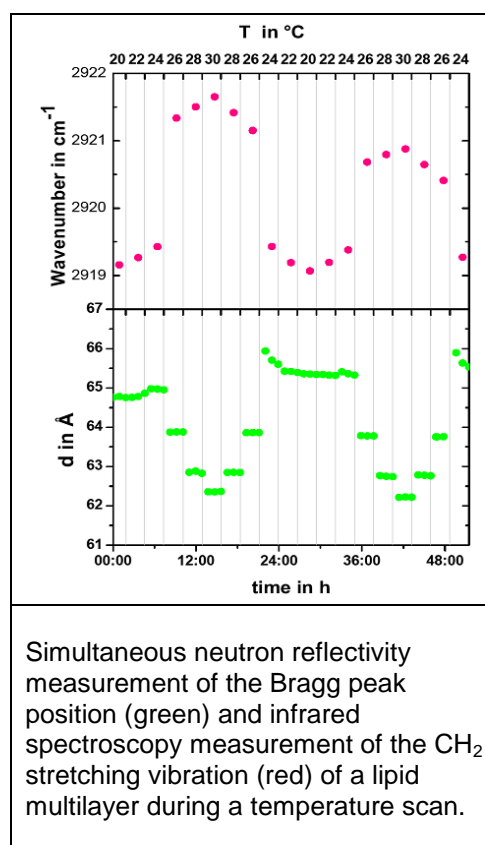 T in °C
20 22 24 26 28 30 28 26 24 22 20 22 24 26 28 30 28 26 24
2922
2921
2920
2919
Wavenumber in cm-1
67
66
65
64
63
62
61
d in Å
00:00 12:00 24:00 36:00 48:00
time in h
Simultaneous neutron reflectivity
measurement of the Bragg peak
position (green) and infrared
spectroscopy measurement of the CH2
stretching vibration (red) of a lipid
multilayer during a temperature scan.